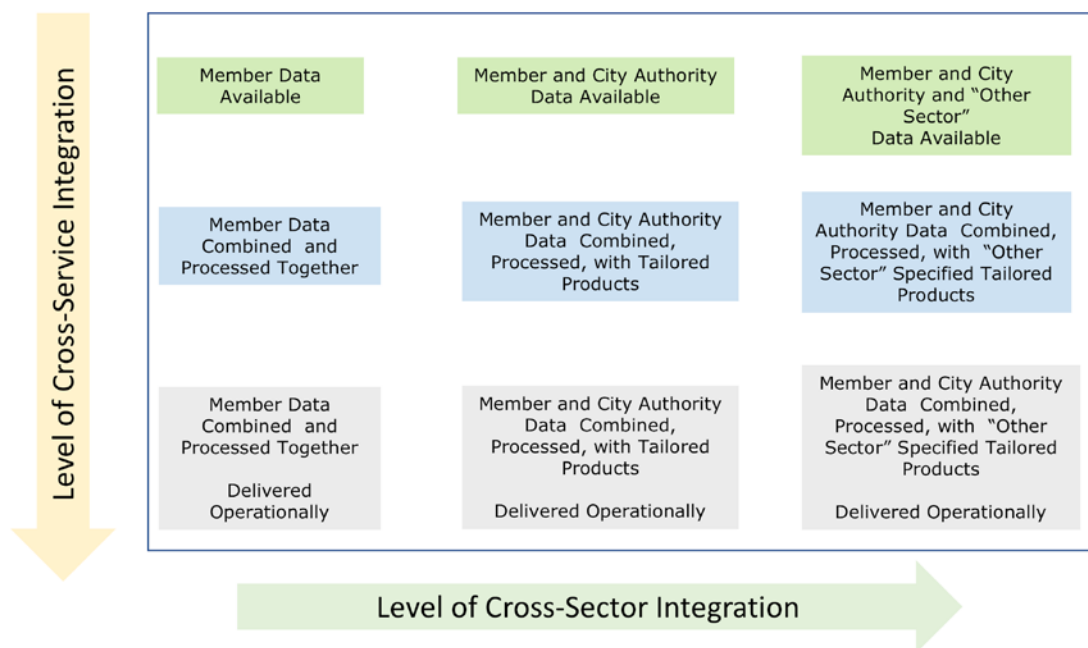 Level of Cross-Service Integration
Member Data
Available
Member and City Authority
Data Available
Member and City
Authority and “Other
Sector”
Data Available
Member Data
Combined and
Processed Together
Member and City Authority
Data Combined,
Processed, with Tailored
Products
Member and City
Authority Data Combined,
Processed, with “Other
Sector” Specified Tailored
Products
Member Data
Combined and
Processed Together
Delivered
Operationally
Member and City Authority
Data Combined,
Processed, with Tailored
Products
Delivered Operationally
Member and City Authority
Data Combined,
Processed, with “Other
Sector” Specified Tailored
Products
Delivered Operationally
Level of Cross-Sector Integration